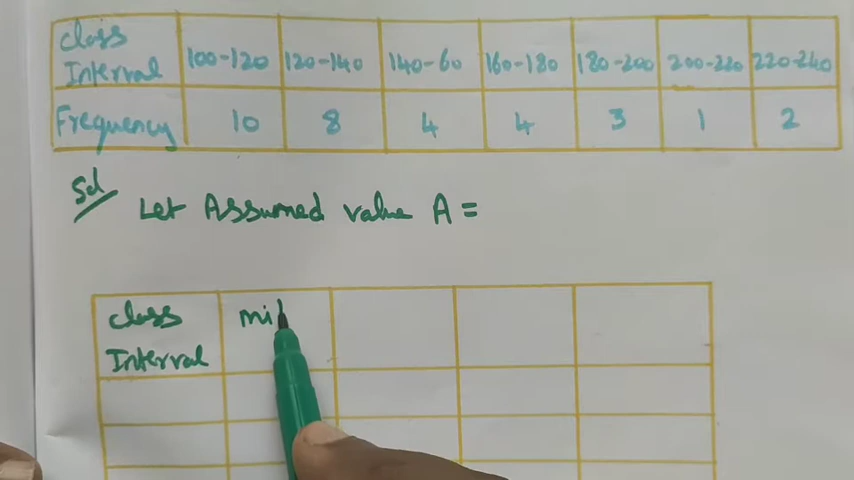 Class Interval 100-120 120-140 140-60 160-180 180-200 200-220 220-240
Frequency 10 8 4 4 3 1 2
Sol
Let Assumed value A =
class mid
Interval